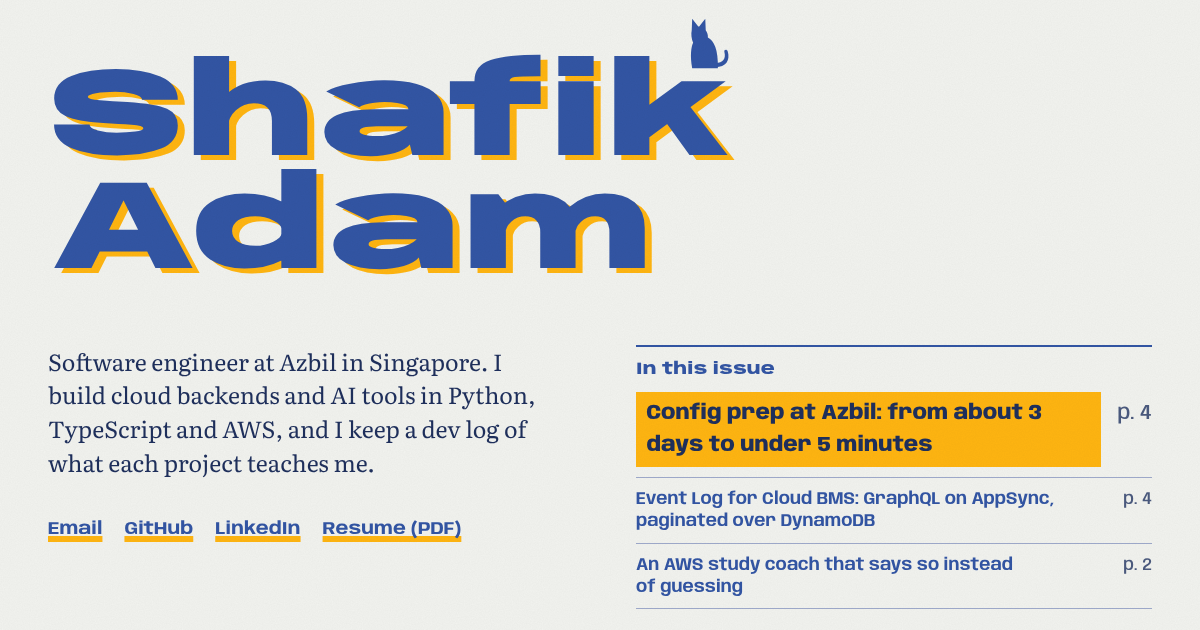 Shafik
Adam
Software engineer at Azbil in Singapore. I
build cloud backends and AI tools in Python,
TypeScript and AWS, and I keep a dev log of
what each project teaches me.
Email GitHub LinkedIn Resume (PDF)
In this issue
Config prep at Azbil: from about 3 p. 4
days to under 5 minutes
Event Log for Cloud BMS: GraphQL on AppSync, p. 4
paginated over DynamoDB
An AWS study coach that says so instead p. 2
of guessing